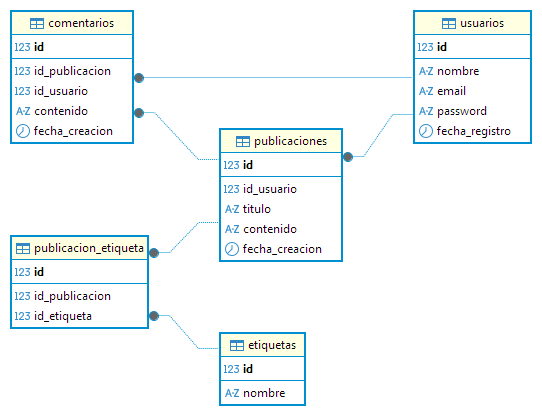 comentarios
123 id
123 id_publicacion
123 id_usuario
A-Z contenido
fecha_creacion
usuarios
123 id
A-Z nombre
A-Z email
A-Z password
fecha_registro
publicaciones
123 id
123 id_usuario
A-Z titulo
A-Z contenido
fecha_creacion
publicacion_etiqueta
123 id
123 id_publicacion
123 id_etiqueta
etiquetas
123 id
A-Z nombre